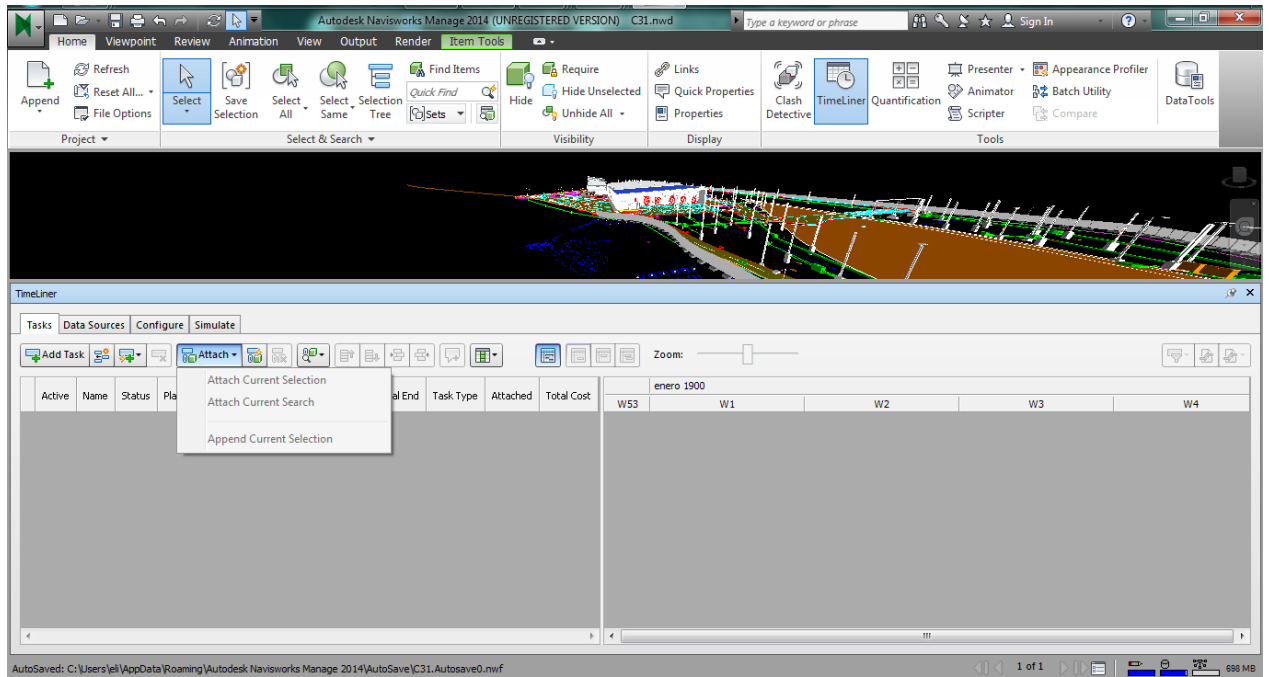 Autodesk Navisworks Manage 2014 (UNREGISTERED VERSION) C31.nwd
Type a keyword or phrase
Sign In
Home Viewpoint Review Animation View Output Render Item Tools
Append
Refresh
Reset All...
File Options
Project
Select
Save Selection
Select All
Select Same
Selection Tree
Find Items
Quick Find
Sets
Select & Search
Hide
Require
Hide Unselected
Unhide All
Visibility
Links
Quick Properties
Properties
Display
Clash Detective
TimeLiner
Quantification
Presenter
Animator
Scripter
Appearance Profiler
Batch Utility
Compare
Tools
DataTools
TimeLiner
Tasks Data Sources Configure Simulate
Add Task
Attach
Zoom:
Attach Current Selection
Attach Current Search
Append Current Selection
Active Name Status Pla al End Task Type Attached Total Cost
enero 1900
W53 W1 W2 W3 W4
AutoSaved: C:\Users\eli\AppData\Roaming\Autodesk Navisworks Manage 2014\AutoSave\C31.Autosave0.nwf
1 of 1
698 MB